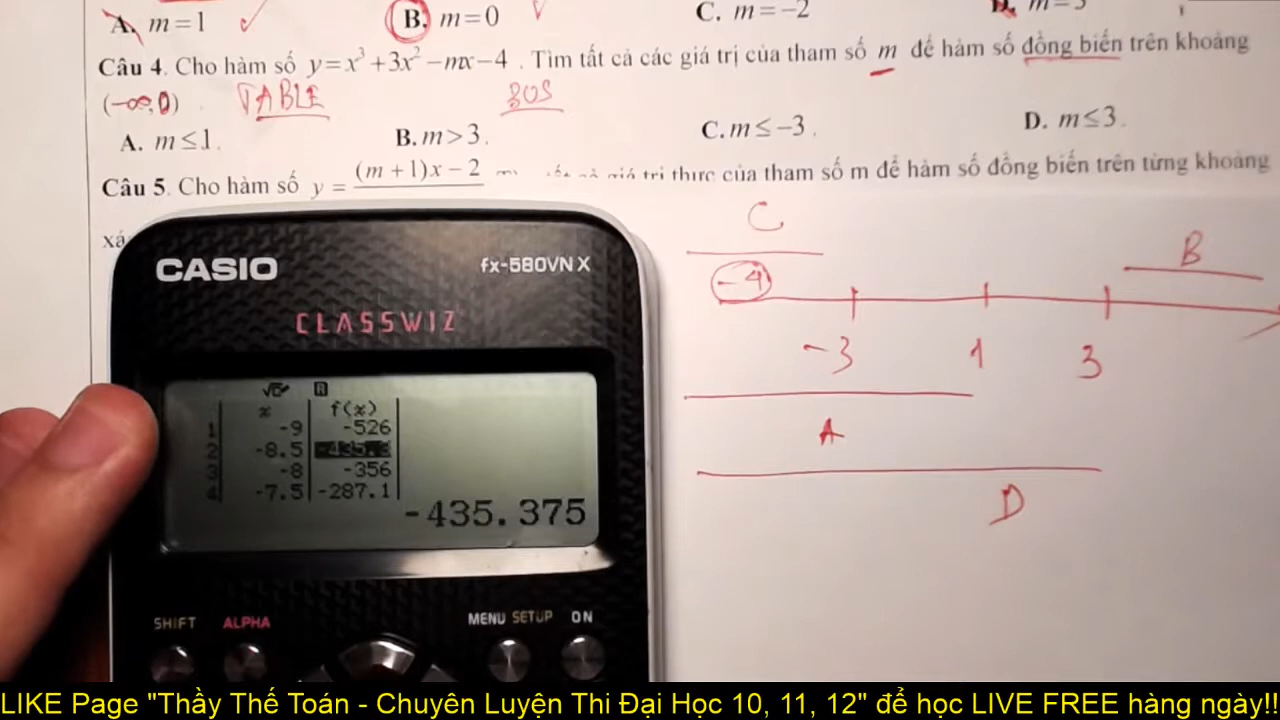 A. m = 1 B. m = 0 C. m = -2 D. m = 3
Câu 4. Cho hàm số y = x³ + 3x² - mx - 4 . Tìm tất cả các giá trị của tham số m để hàm số đồng biến trên khoảng
(-∞, 0) TABLE
A. m ≤ 1. B. m > 3. C. m ≤ -3. D. m ≤ 3.
Câu 5. Cho hàm số y = (m + 1)x - 2 giá trị thực của tham số m để hàm số đồng biến trên từng khoảng
xá
C
B
-4
-3 1 3
A
D
CASIO fx-580VN X
CLASSWIZ
x f(x)
1 -9 -526
2 -8.5 -435.3
3 -8 -356
4 -7.5 -287.1
-435.375
SHIFT ALPHA MENU SETUP ON
LIKE Page "Thầy Thế Toán - Chuyên Luyện Thi Đại Học 10, 11, 12" để học LIVE FREE hàng ngày!!